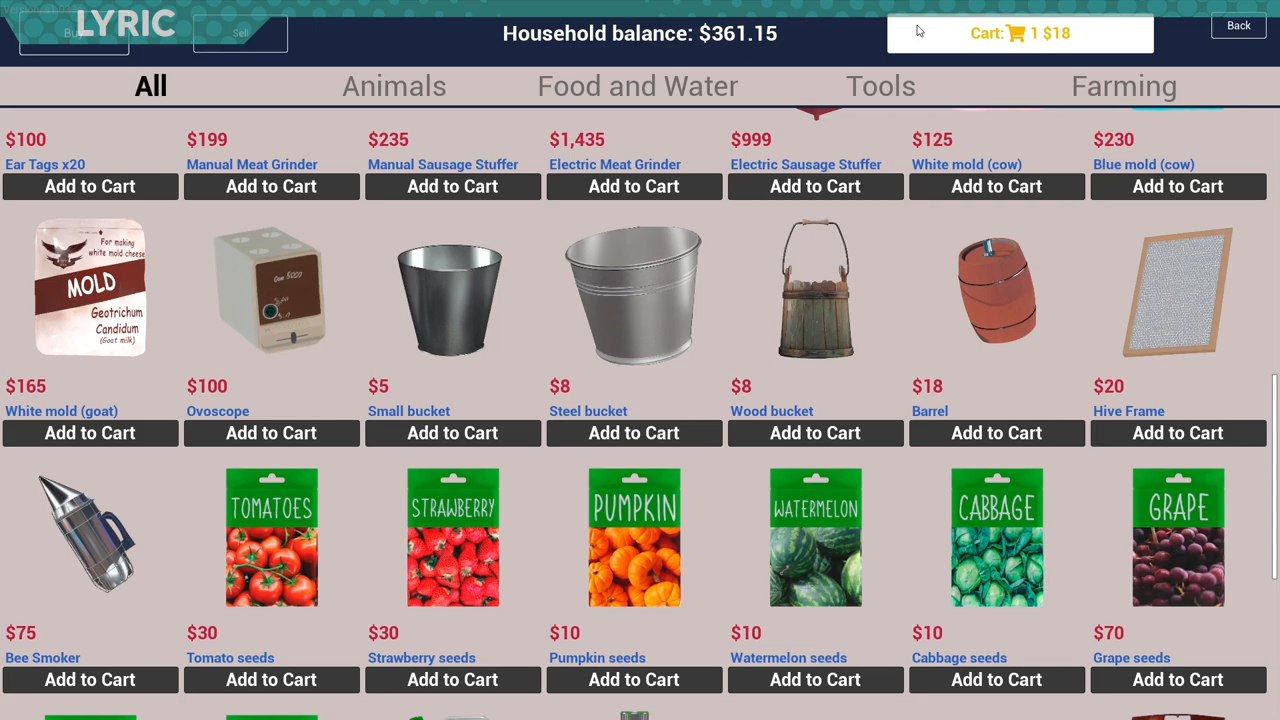 LYRIC
Buy
Sell
Household balance: $361.15
Cart: 1 $18
Back
All
Animals
Food and Water
Tools
Farming
$100
$199
$235
$1,435
$999
$125
$230
Ear Tags x20
Manual Meat Grinder
Manual Sausage Stuffer
Electric Meat Grinder
Electric Sausage Stuffer
White mold (cow)
Blue mold (cow)
Add to Cart
Add to Cart
Add to Cart
Add to Cart
Add to Cart
Add to Cart
Add to Cart
For making
white mold cheese
MOLD
Geotrichum
Candidum
(Goat milk)
$165
$100
$5
$8
$8
$18
$20
White mold (goat)
Ovoscope
Small bucket
Steel bucket
Wood bucket
Barrel
Hive Frame
Add to Cart
Add to Cart
Add to Cart
Add to Cart
Add to Cart
Add to Cart
Add to Cart
TOMATOES
STRAWBERRY
PUMPKIN
WATERMELON
CABBAGE
GRAPE
$75
$30
$30
$10
$10
$10
$70
Bee Smoker
Tomato seeds
Strawberry seeds
Pumpkin seeds
Watermelon seeds
Cabbage seeds
Grape seeds
Add to Cart
Add to Cart
Add to Cart
Add to Cart
Add to Cart
Add to Cart
Add to Cart